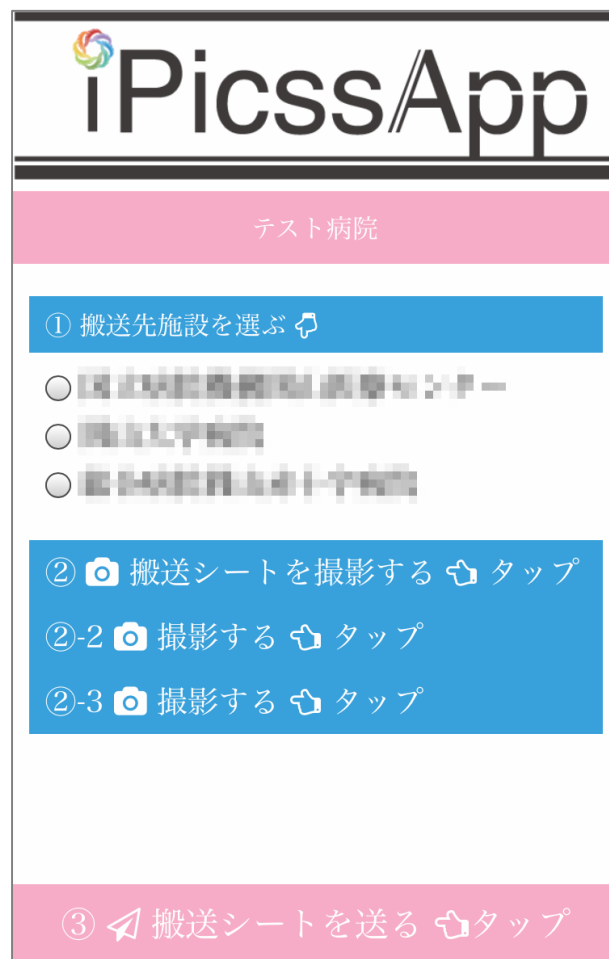 iPicssApp
テスト病院
① 搬送先施設を選ぶ
② 搬送シートを撮影する タップ
②-2 撮影する タップ
②-3 撮影する タップ
③ 搬送シートを送る タップ